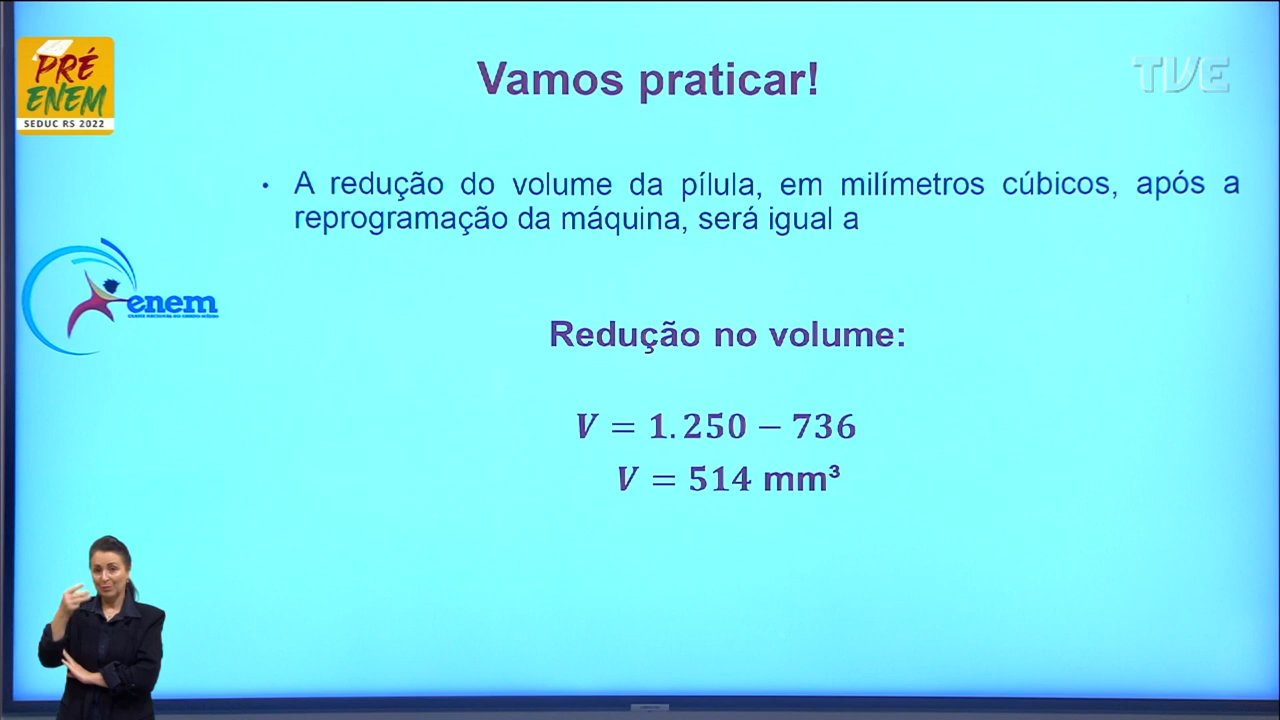 PRÉ
ENEM
SEDUC RS 2022
Vamos praticar!
TVE
• A redução do volume da pílula, em milímetros cúbicos, após a
reprogramação da máquina, será igual a
enem
Redução no volume:
V = 1.250 − 736
V = 514 mm³